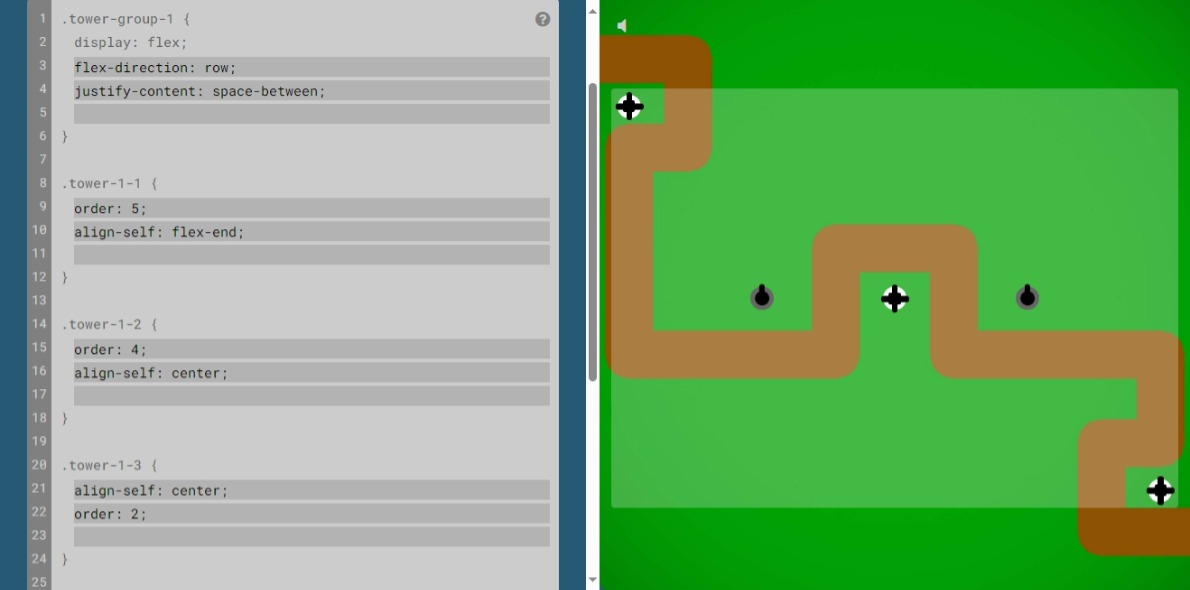 1 .tower-group-1 { ?
2 display: flex;
3 flex-direction: row;
4 justify-content: space-between;
5
6 }
7
8 .tower-1-1 {
9 order: 5;
10 align-self: flex-end;
11
12 }
13
14 .tower-1-2 {
15 order: 4;
16 align-self: center;
17
18 }
19
20 .tower-1-3 {
21 align-self: center;
22 order: 2;
23
24 }
25